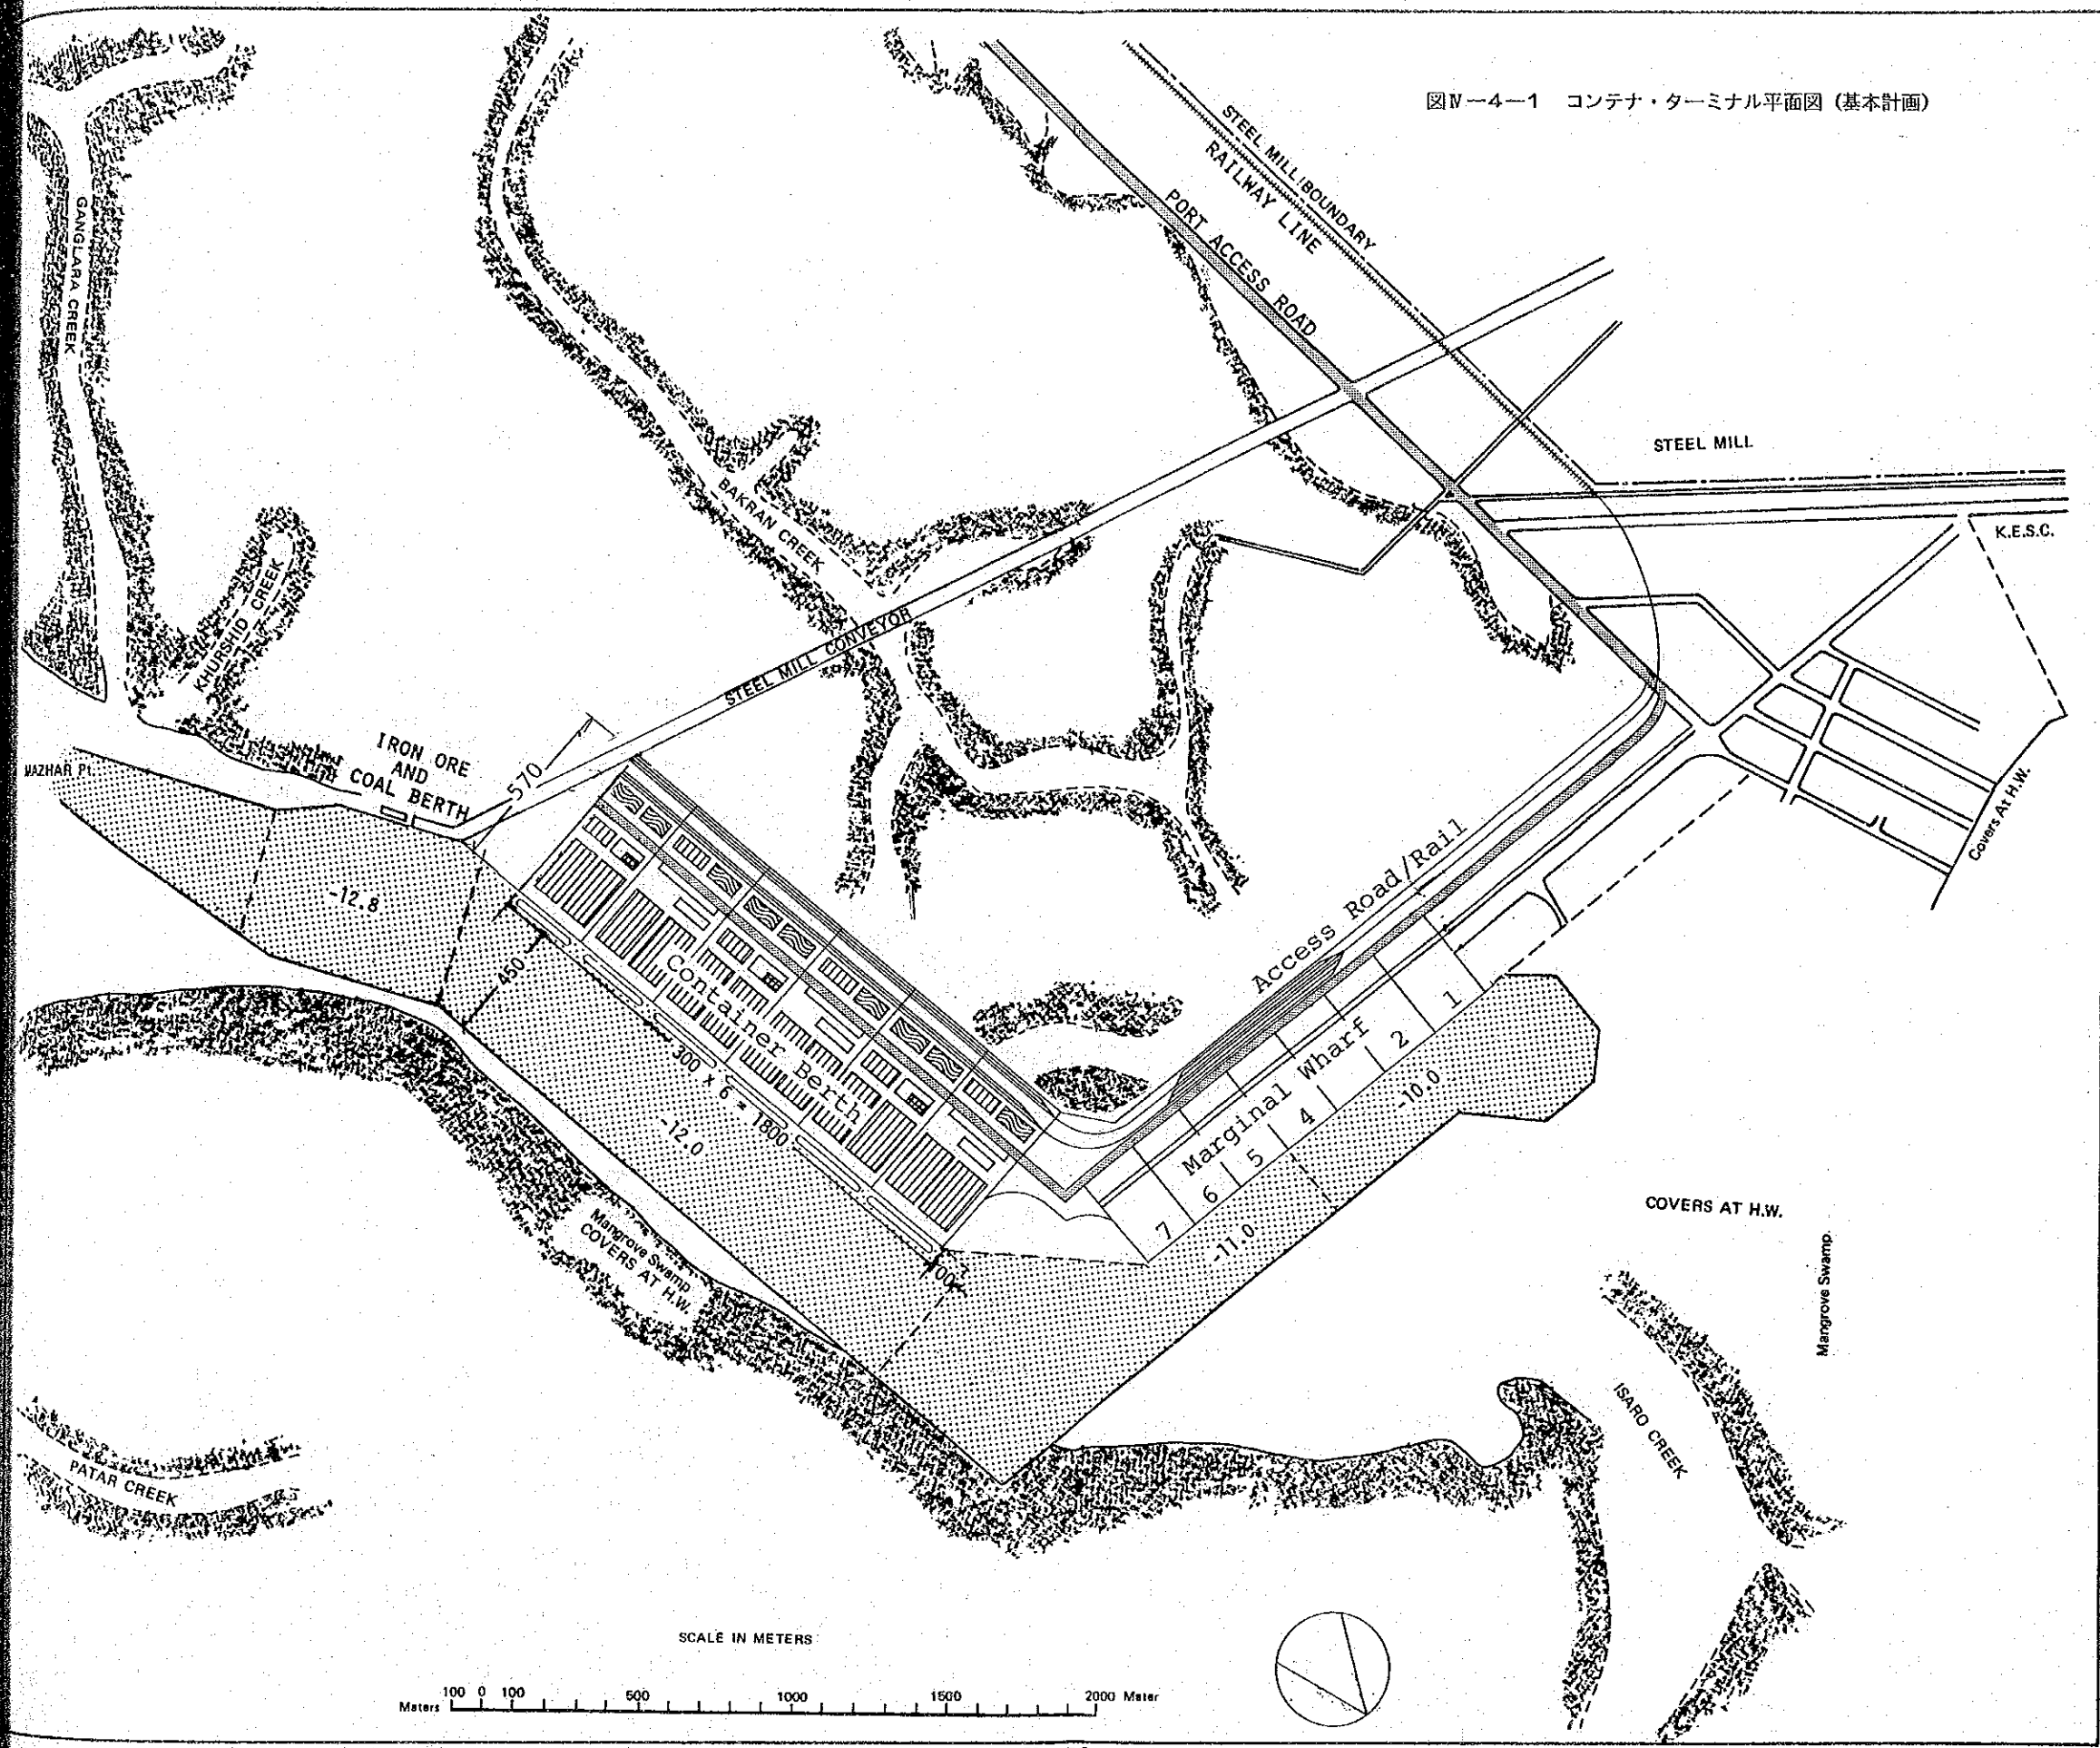 図Ⅳ－4－1 コンテナ・ターミナル平面図 (基本計画)
STEEL MILL BOUNDARY
RAILWAY LINE
PORT ACCESS ROAD
GANGLARA CREEK
STEEL MILL
K.E.S.C.
BAKRAN CREEK
KHURSHID CREEK
STEEL MILL CONVEYOR
IRON ORE
AND
COAL BERTH
MAZHAR Pt.
570
Covers At H.W.
-12.8
450
Access Road/Rail
Container Berth
300 x 6 = 1800
-12.0
Marginal Wharf
1
2
4
5
6
7
-10.0
-11.0
Mangrove Swamp
COVERS AT H.W.
COVERS AT H.W.
Mangrove Swamp.
ISARO CREEK
PATAR CREEK
SCALE IN METERS
Meters 100 0 100 500 1000 1500 2000 Meter